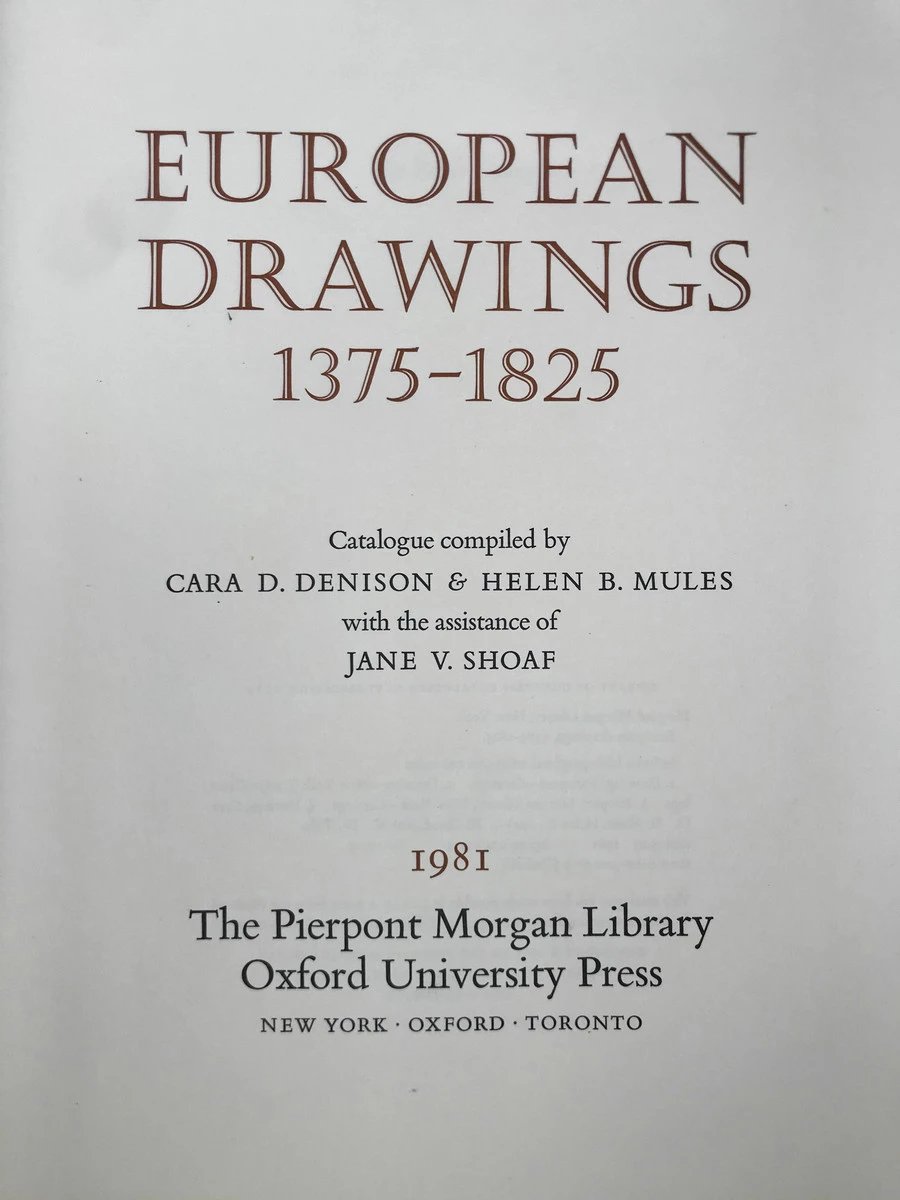 EUROPEAN
DRAWINGS
1375–1825
Catalogue compiled by
CARA D. DENISON & HELEN B. MULES
with the assistance of
JANE V. SHOAF
1981
The Pierpont Morgan Library
Oxford University Press
NEW YORK · OXFORD · TORONTO